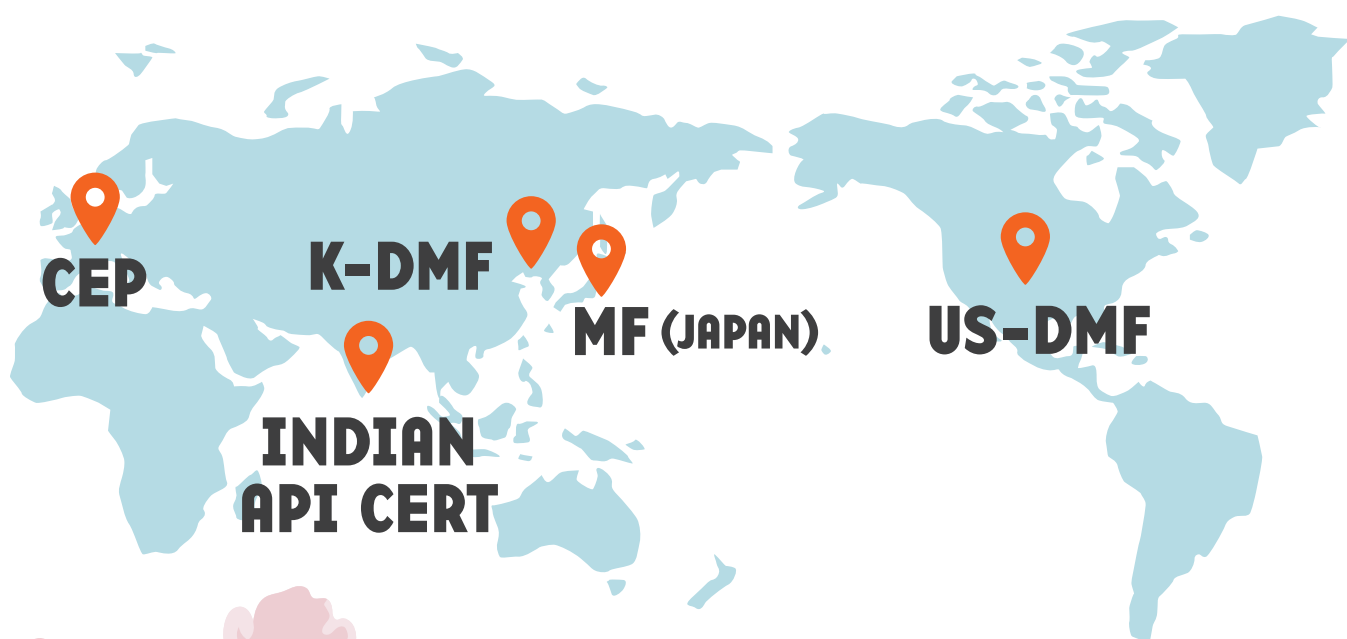 CEP
K-DMF
MF (JAPAN)
US-DMF
INDIAN
API CERT